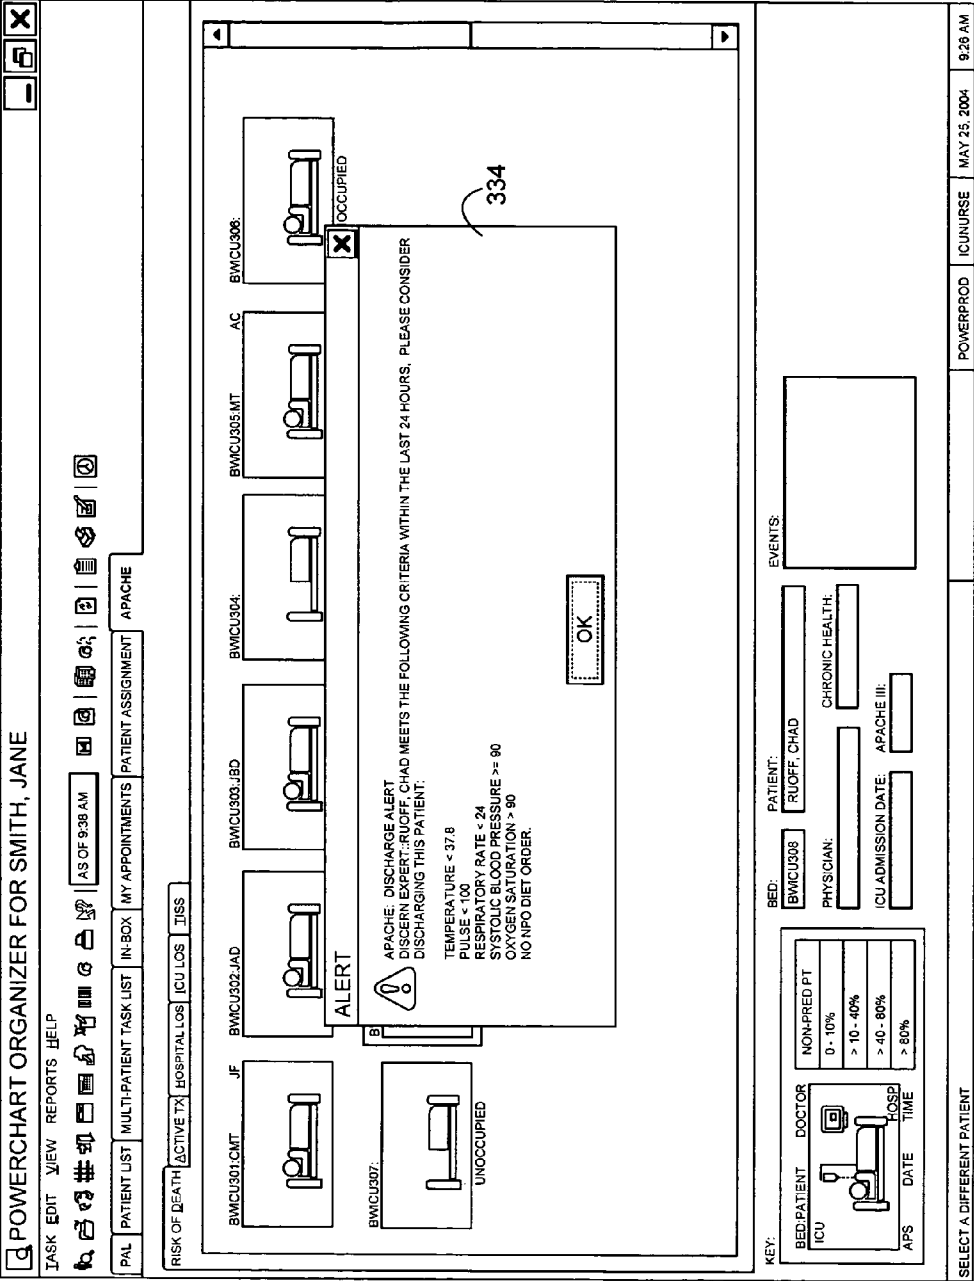 POWERCHART ORGANIZER FOR SMITH, JANE
TASK EDIT VIEW REPORTS HELP
AS OF 9:38 AM
PAL PATIENT LIST MULTI-PATIENT TASK LIST IN-BOX MY APPOINTMENTS PATIENT ASSIGNMENT APACHE
RISK OF DEATH ACTIVE TX HOSPITAL LOS ICU LOS TISS
BWICU301:CMT JF
BWICU302:JAD
BWICU303:JBD
BWICU304:
BWICU305:MT AC
BWICU306:
OCCUPIED
BWICU307:
UNOCCUPIED
B
ALERT
APACHE: DISCHARGE ALERT
DISCERN EXPERT:RUOFF, CHAD MEETS THE FOLLOWING CRITERIA WITHIN THE LAST 24 HOURS, PLEASE CONSIDER
DISCHARGING THIS PATIENT:
TEMPERATURE < 37.8
PULSE < 100
RESPIRATORY RATE < 24
SYSTOLIC BLOOD PRESSURE >= 90
OXYGEN SATURATION > 90
NO NPO DIET ORDER.
OK
334
KEY:
BED:PATIENT DOCTOR
ICU
HOSP
APS DATE TIME
NON-PRED PT
0 - 10%
> 10 - 40%
> 40 - 80%
> 80%
BED: PATIENT:
BWICU308 RUOFF, CHAD
PHYSICIAN: CHRONIC HEALTH:
ICU ADMISSION DATE: APACHE III:
EVENTS:
SELECT A DIFFERENT PATIENT POWERPROD ICUNURSE MAY 25, 2004 9:26 AM